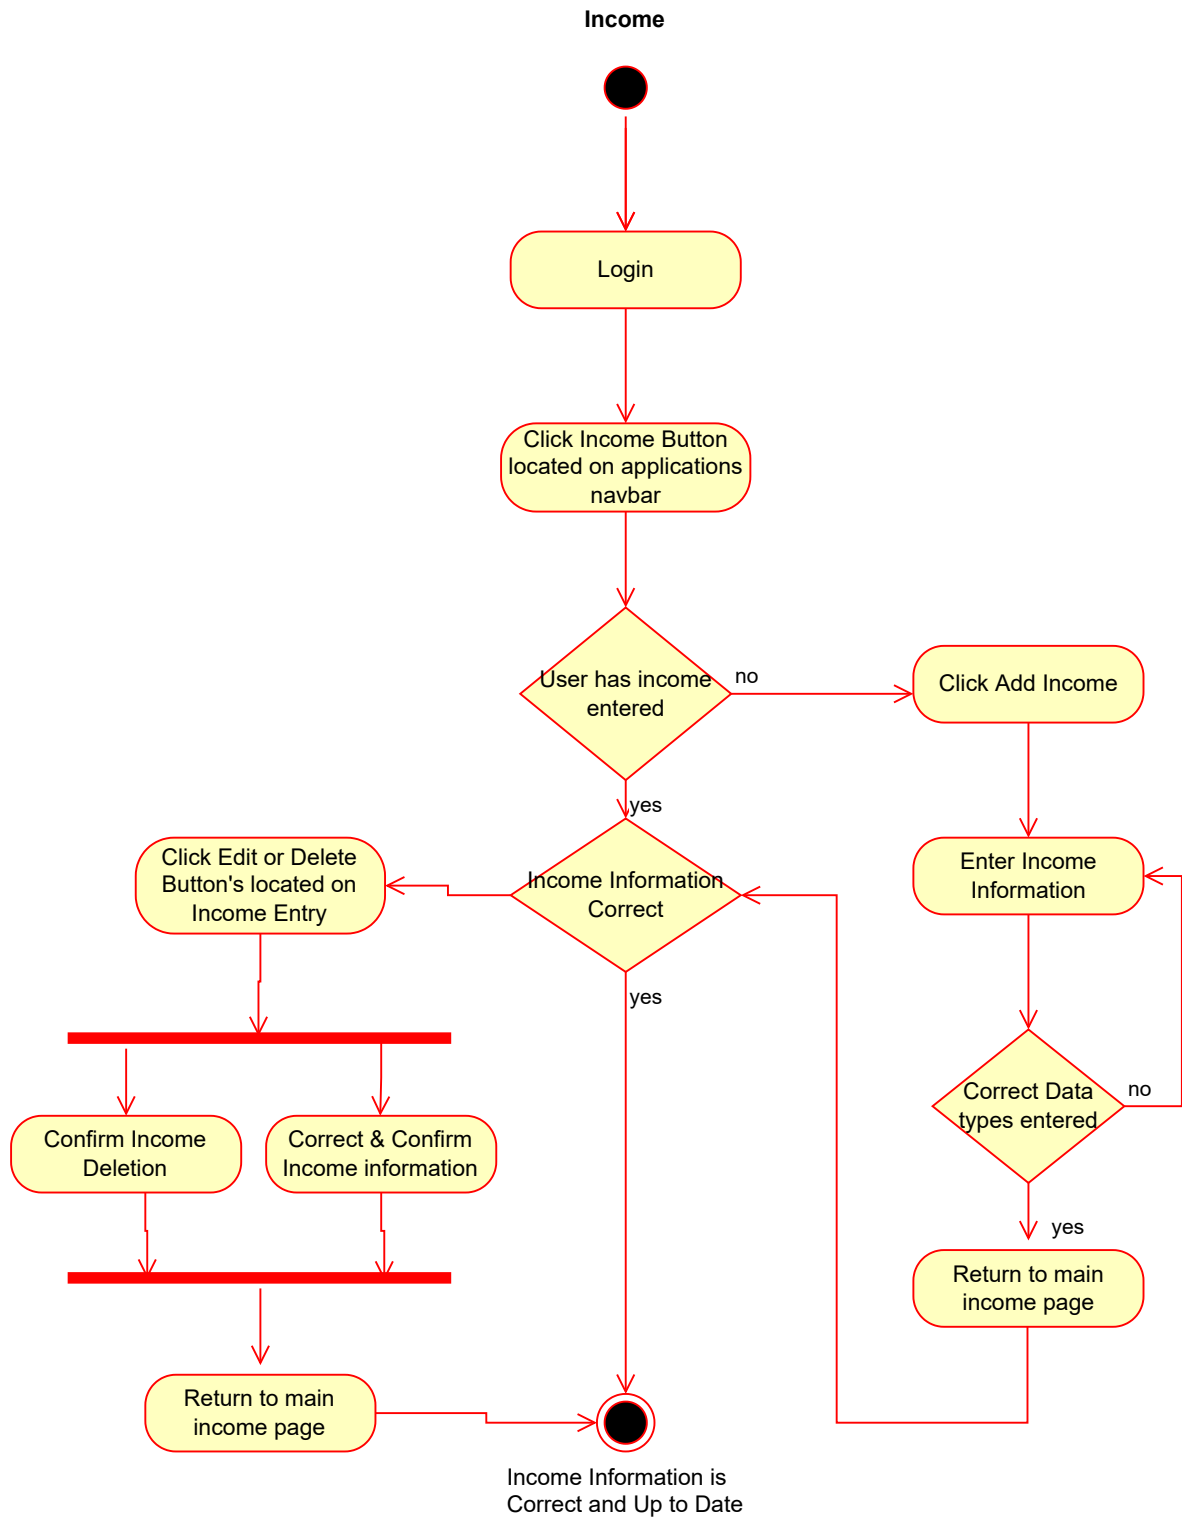 Income
Login
Click Income Button
located on applications
navbar
User has income
entered
no
Click Add Income
yes
Click Edit or Delete
Button's located on
Income Entry
Income Information
Correct
Enter Income
Information
yes
Correct Data
types entered
no
Confirm Income
Deletion
Correct & Confirm
Income information
yes
Return to main
income page
Return to main
income page
Income Information is
Correct and Up to Date